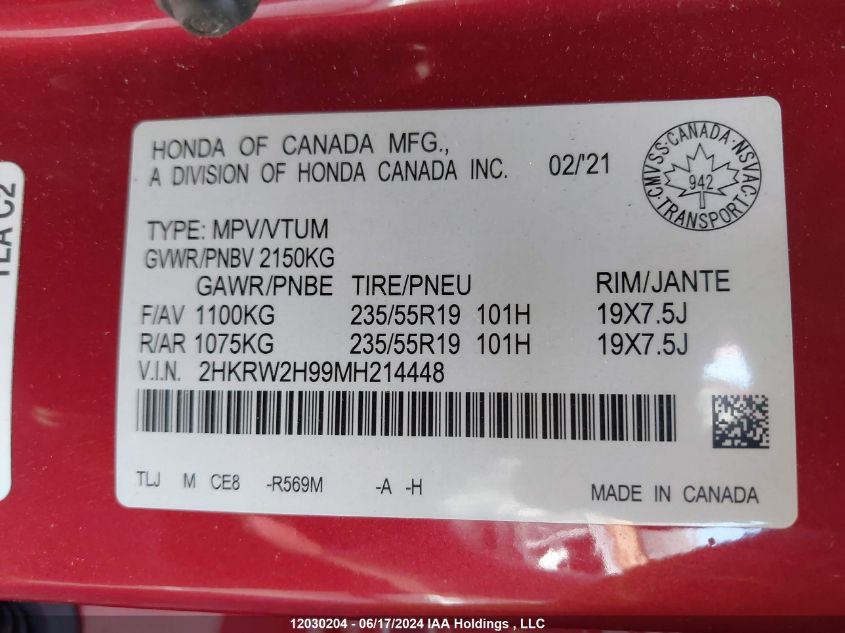 HONDA OF CANADA MFG.,
A DIVISION OF HONDA CANADA INC. 02/'21
CMVSS·CANADA·NSVAC·TRANSPORT·
942
TYPE: MPV/VTUM
GVWR/PNBV 2150KG
GAWR/PNBE TIRE/PNEU RIM/JANTE
F/AV 1100KG 235/55R19 101H 19X7.5J
R/AR 1075KG 235/55R19 101H 19X7.5J
V.I.N. 2HKRW2H99MH214448
TLJ M CE8 -R569M -A -H
MADE IN CANADA
TLA C2
12030204 - 06/17/2024 IAA Holdings , LLC